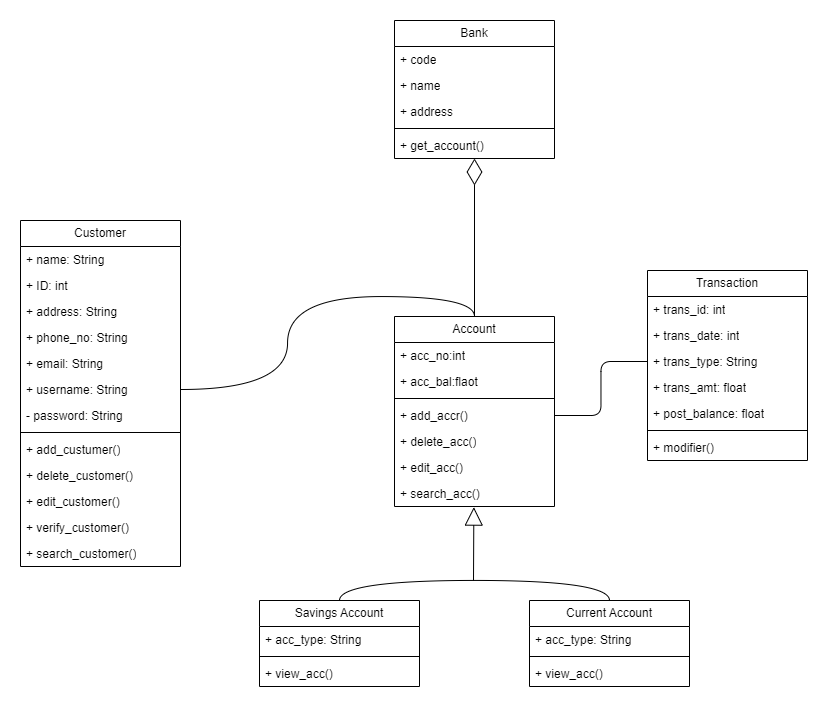 Bank
+ code
+ name
+ address
+ get_account()
Customer
+ name: String
+ ID: int
+ address: String
+ phone_no: String
+ email: String
+ username: String
- password: String
+ add_custumer()
+ delete_customer()
+ edit_customer()
+ verify_customer()
+ search_customer()
Account
+ acc_no:int
+ acc_bal:flaot
+ add_accr()
+ delete_acc()
+ edit_acc()
+ search_acc()
Transaction
+ trans_id: int
+ trans_date: int
+ trans_type: String
+ trans_amt: float
+ post_balance: float
+ modifier()
Savings Account
+ acc_type: String
+ view_acc()
Current Account
+ acc_type: String
+ view_acc()